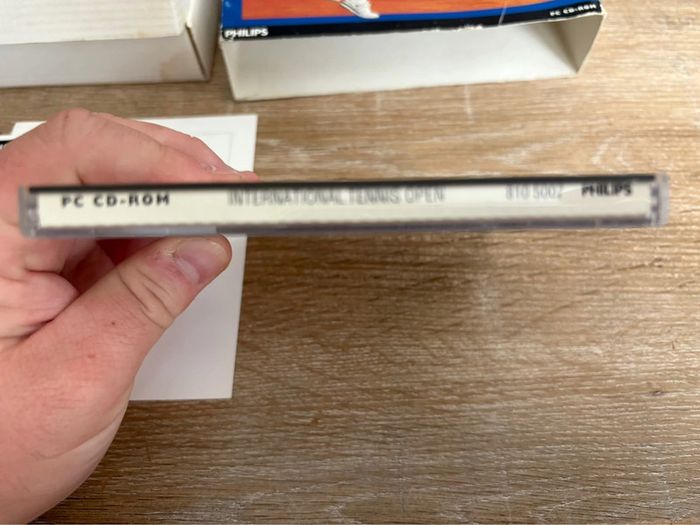 PHILIPS PC CD-ROM
PC CD-ROM INTERNATIONAL TENNIS OPEN 810 5002 PHILIPS